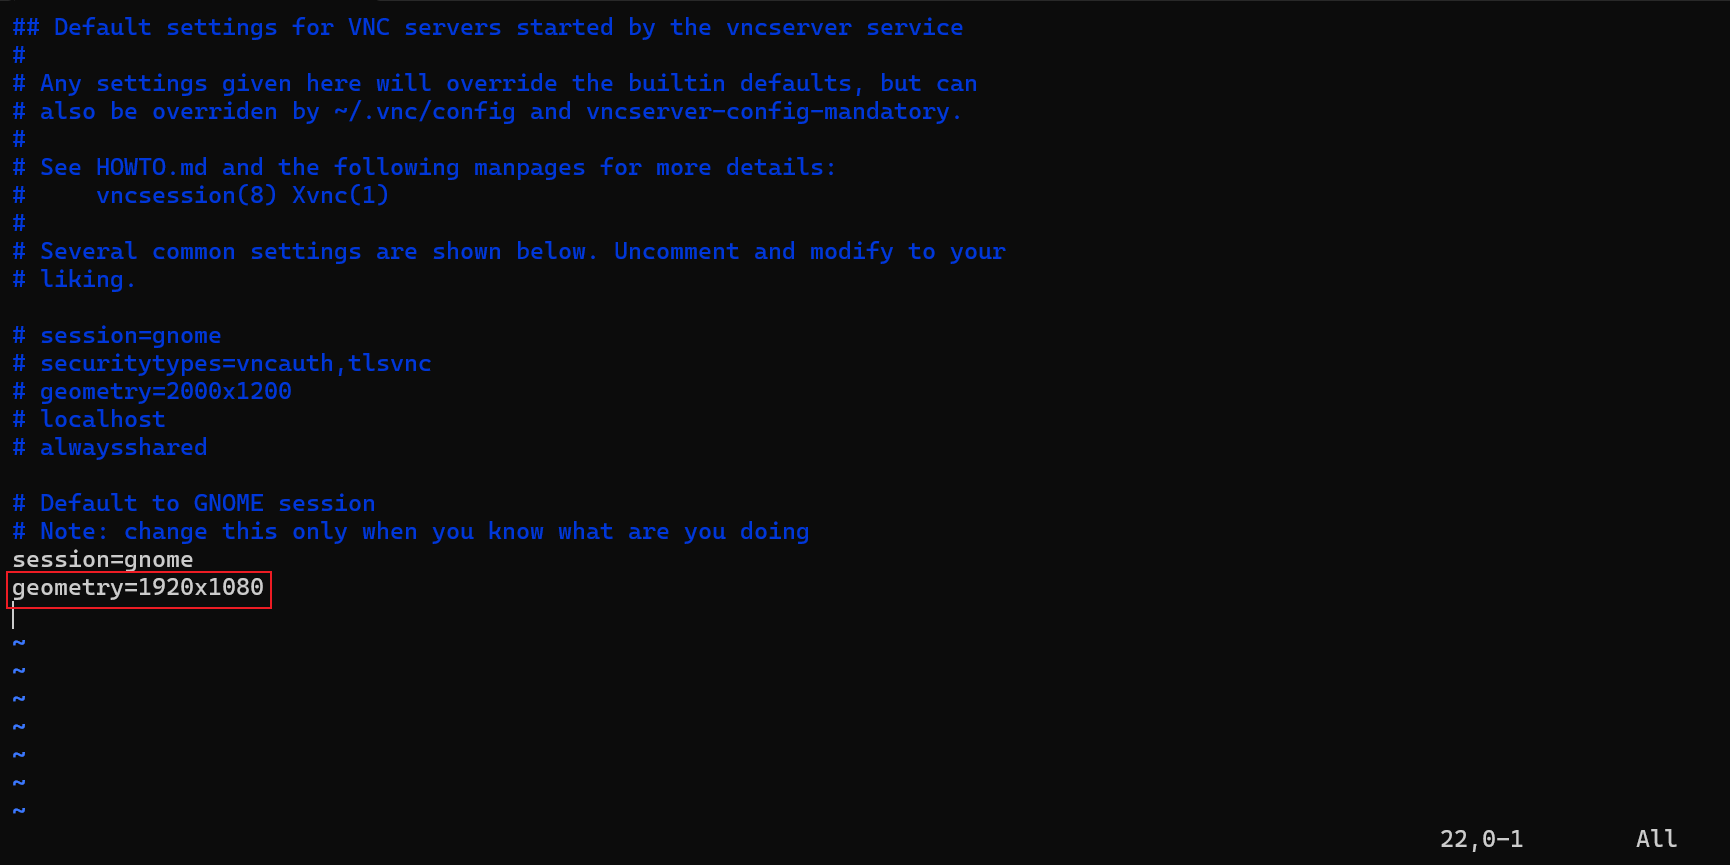 ## Default settings for VNC servers started by the vncserver service
#
# Any settings given here will override the builtin defaults, but can
# also be overriden by ~/.vnc/config and vncserver-config-mandatory.
#
# See HOWTO.md and the following manpages for more details:
#     vncsession(8) Xvnc(1)
#
# Several common settings are shown below. Uncomment and modify to your
# liking.

# session=gnome
# securitytypes=vncauth,tlsvnc
# geometry=2000x1200
# localhost
# alwaysshared

# Default to GNOME session
# Note: change this only when you know what are you doing
session=gnome
geometry=1920x1080

~
~
~
~
~
~
~
22,0-1 All